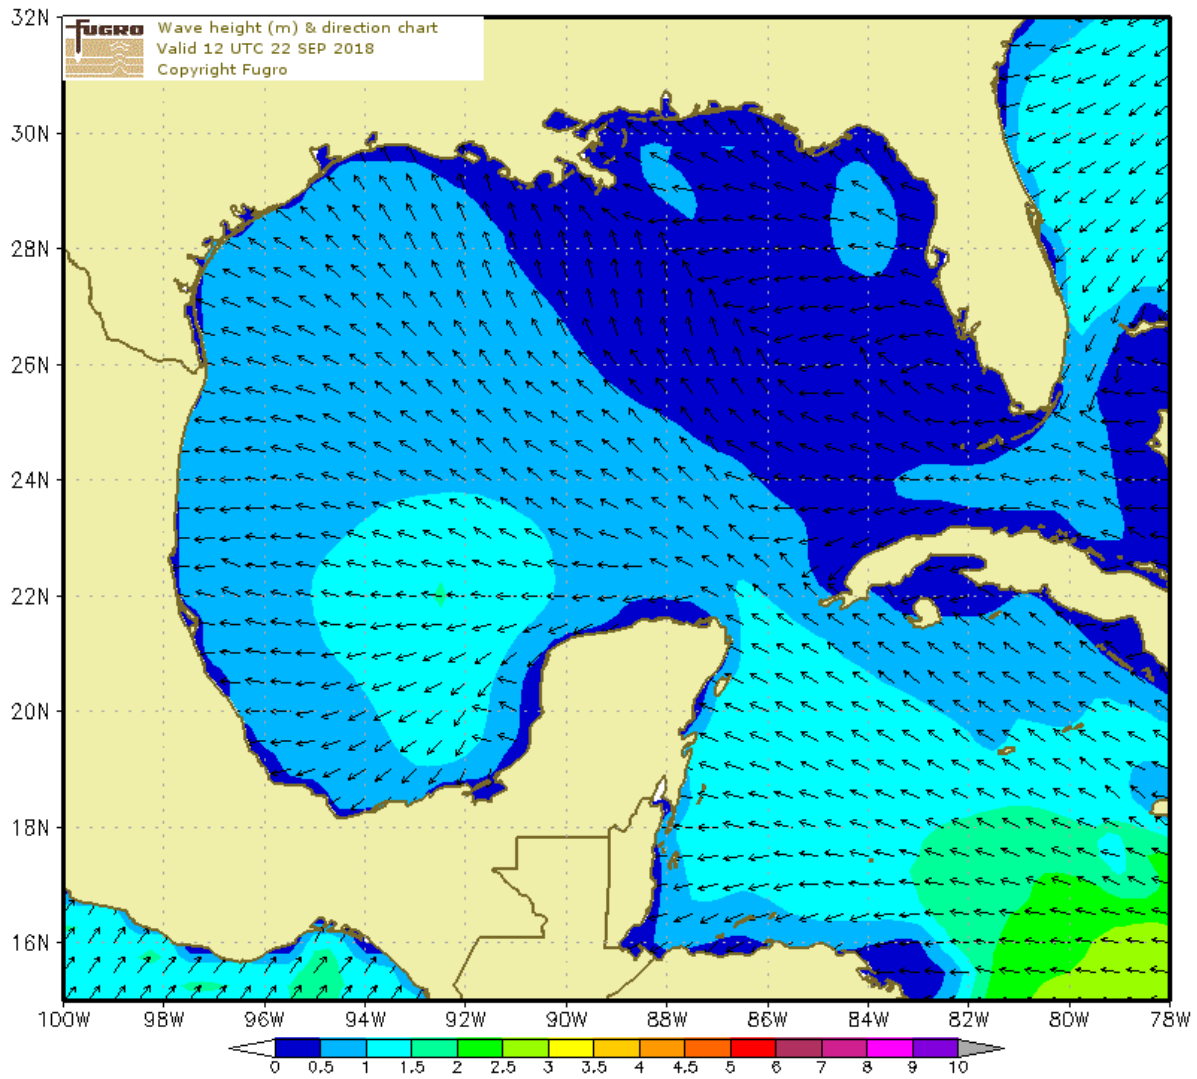 fUGRO
Wave height (m) & direction chart
Valid 12 UTC 22 SEP 2018
Copyright Fugro
32N
30N
28N
26N
24N
22N
20N
18N
16N
100W 98W 96W 94W 92W 90W 88W 86W 84W 82W 80W 78W
0 0.5 1 1.5 2 2.5 3 3.5 4 4.5 5 6 7 8 9 10